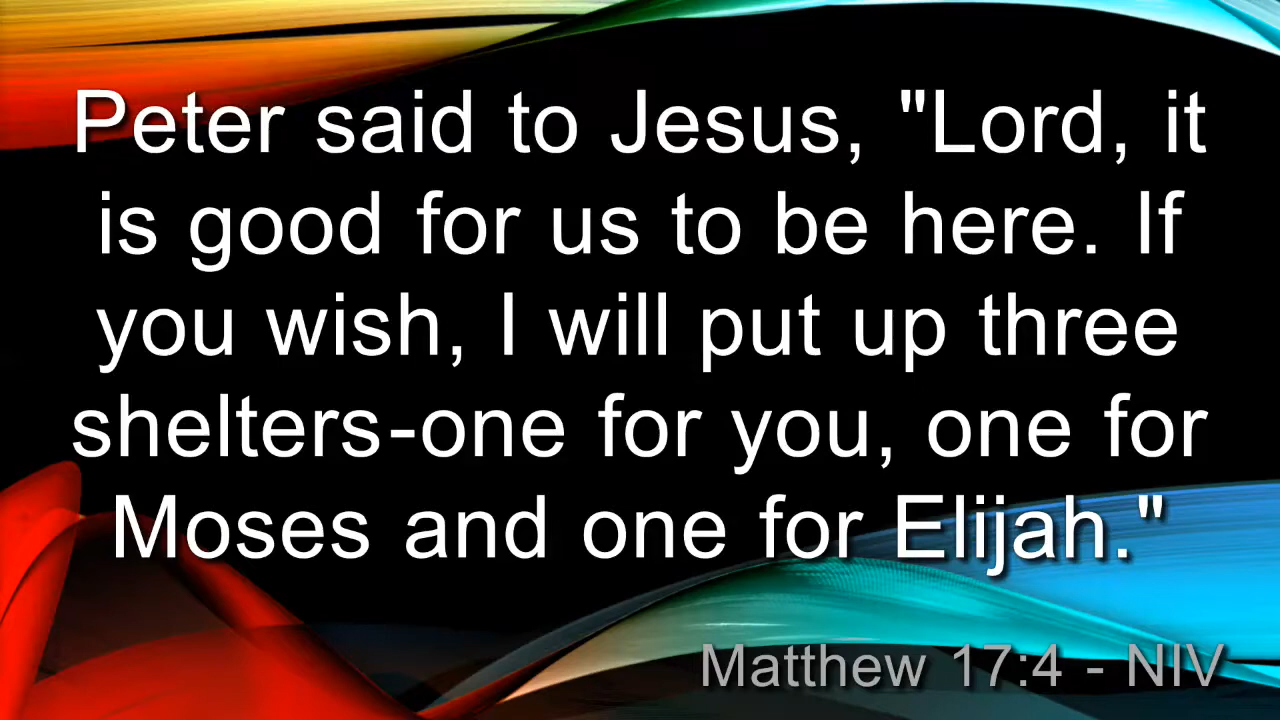 Peter said to Jesus, "Lord, it
is good for us to be here. If
you wish, I will put up three
shelters-one for you, one for
Moses and one for Elijah."
Matthew 17:4 - NIV